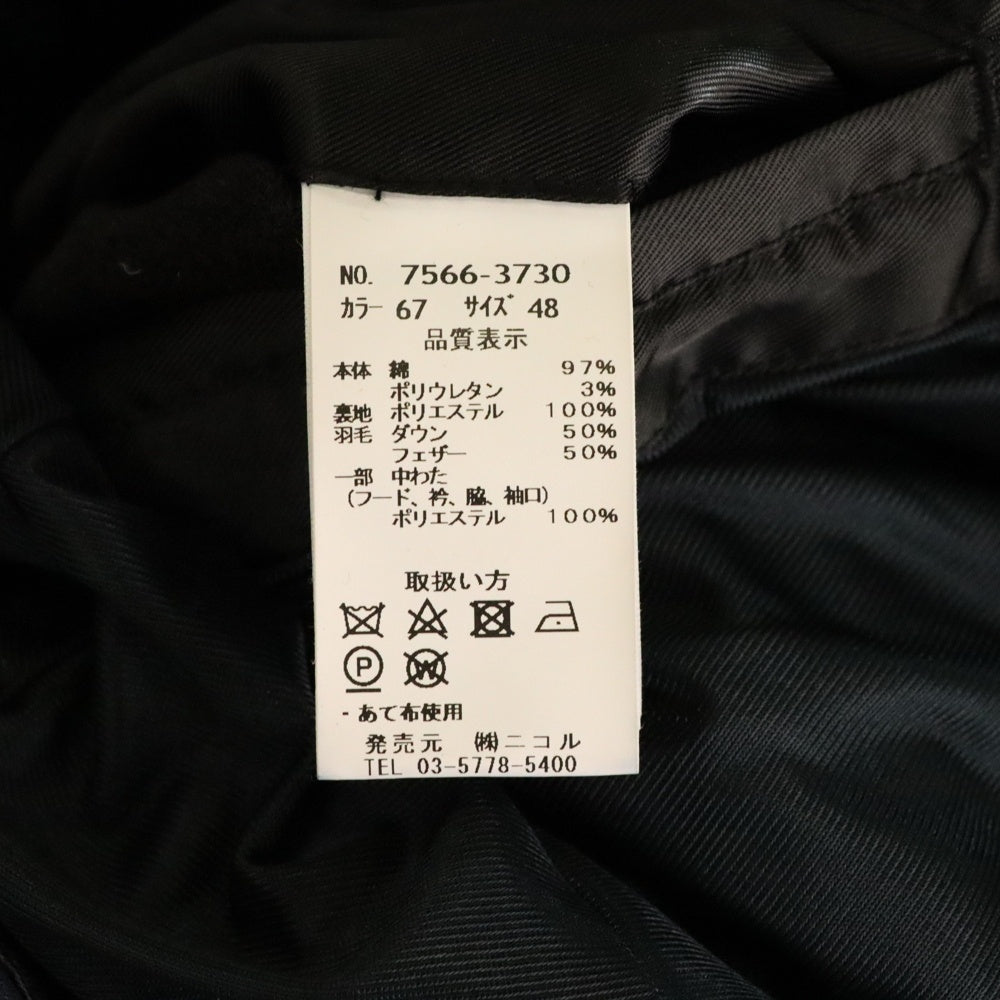 NO. 7566-3730
ｶﾗｰ 67 ｻｲｽﾞ 48
品質表示
本体 綿 97%
ポリウレタン 3%
裏地 ポリエステル 100%
羽毛 ダウン 50%
フェザー 50%
一部 中わた
(フード、衿、脇、袖口)
ポリエステル 100%
取扱い方
P W
・あて布使用
発売元 ㈱ニコル
TEL 03-5778-5400